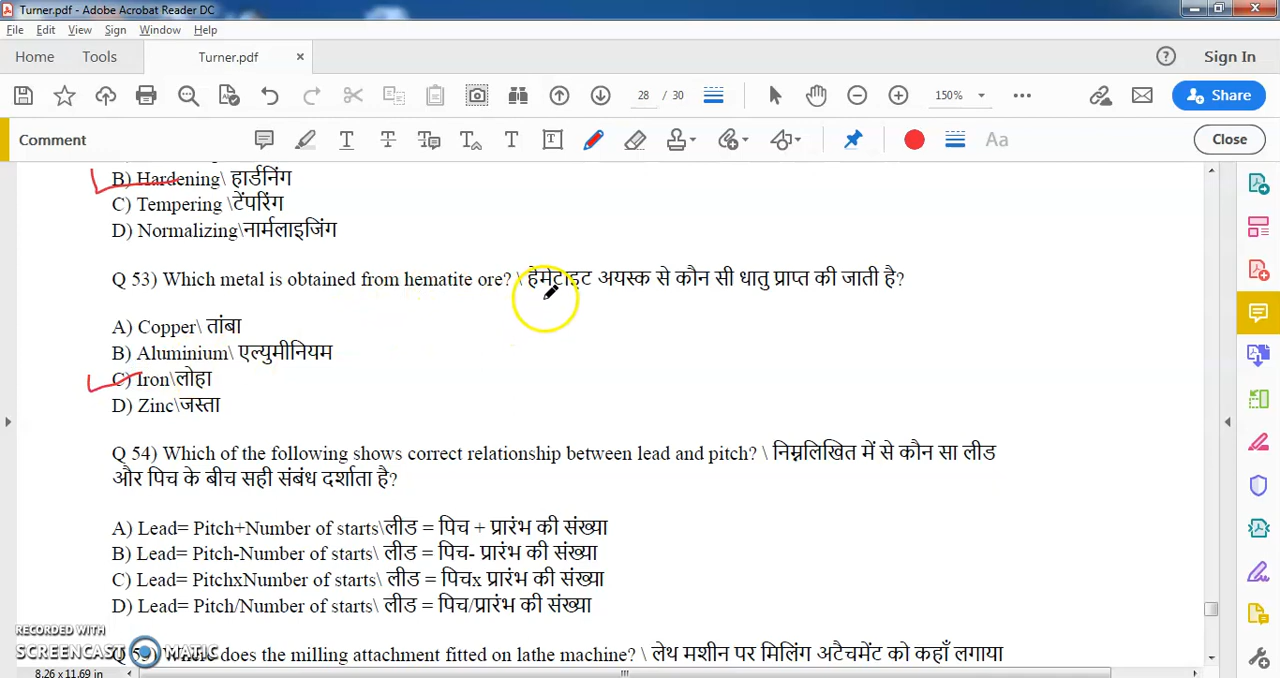 Turner.pdf - Adobe Acrobat Reader DC
File Edit View Sign Window Help
Home Tools Turner.pdf × Sign In
28 / 30 150%
Comment Close
B) Hardening\ हार्डनिंग
C) Tempering \टेंपरिंग
D) Normalizing\नार्मलाइजिंग
Q 53) Which metal is obtained from hematite ore? \ हेमेटाइट अयस्क से कौन सी धातु प्राप्त की जाती है?
A) Copper\ तांबा
B) Aluminium\ एल्युमीनियम
C) Iron\लोहा
D) Zinc\जस्ता
Q 54) Which of the following shows correct relationship between lead and pitch? \ निम्नलिखित में से कौन सा लीड
और पिच के बीच सही संबंध दर्शाता है?
A) Lead= Pitch+Number of starts\लीड = पिच + प्रारंभ की संख्या
B) Lead= Pitch-Number of starts\ लीड = पिच- प्रारंभ की संख्या
C) Lead= PitchxNumber of starts\ लीड = पिचx प्रारंभ की संख्या
D) Lead= Pitch/Number of starts\ लीड = पिच/प्रारंभ की संख्या
RECORDED WITH
SCREENCAST MATIC
does the milling attachment fitted on lathe machine? \ लेथ मशीन पर मिलिंग अटैचमेंट को कहाँ लगाया
8.26 x 11.69 in